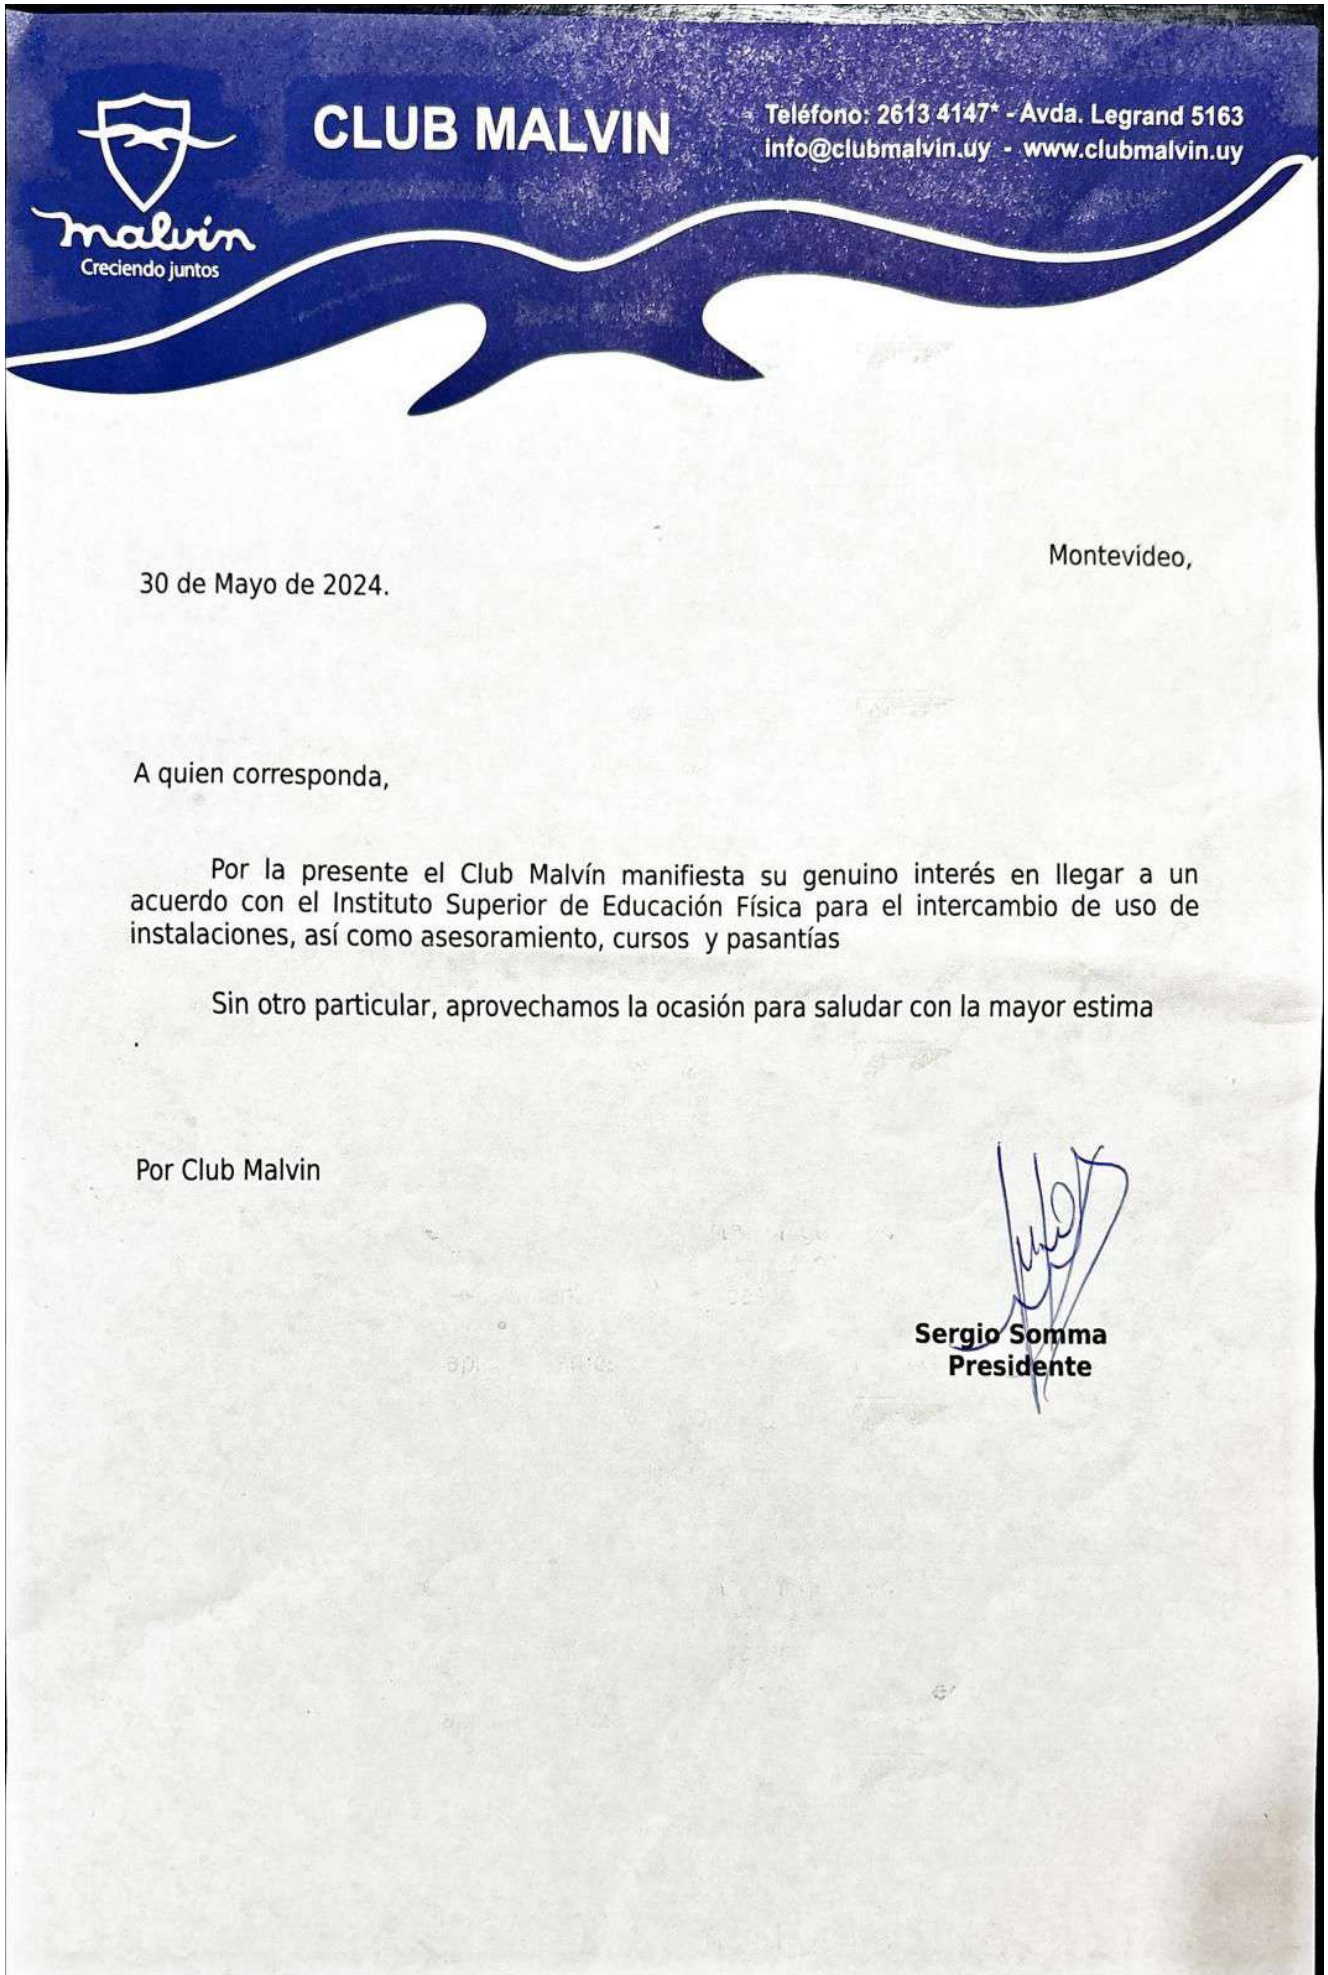 CLUB MALVIN
Teléfono: 2613 4147* - Avda. Legrand 5163
info@clubmalvin.uy - www.clubmalvin.uy
malvin
Creciendo juntos
Montevideo,
30 de Mayo de 2024.
A quien corresponda,
Por la presente el Club Malvín manifiesta su genuino interés en llegar a un
acuerdo con el Instituto Superior de Educación Física para el intercambio de uso de
instalaciones, así como asesoramiento, cursos y pasantías
Sin otro particular, aprovechamos la ocasión para saludar con la mayor estima
.
Por Club Malvin
Sergio Somma
Presidente